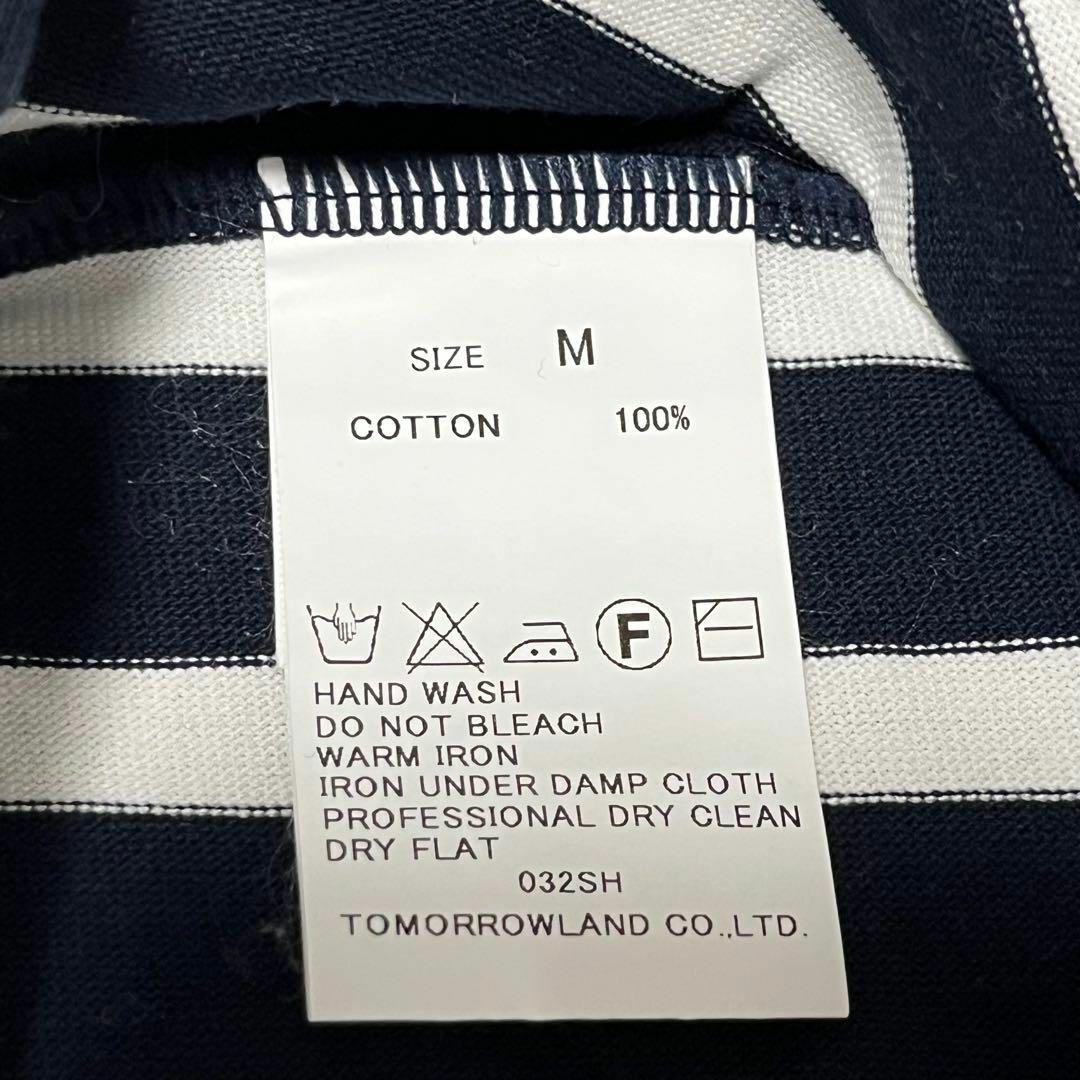 SIZE M
COTTON 100%
F
HAND WASH
DO NOT BLEACH
WARM IRON
IRON UNDER DAMP CLOTH
PROFESSIONAL DRY CLEAN
DRY FLAT
032SH
TOMORROWLAND CO.,LTD.